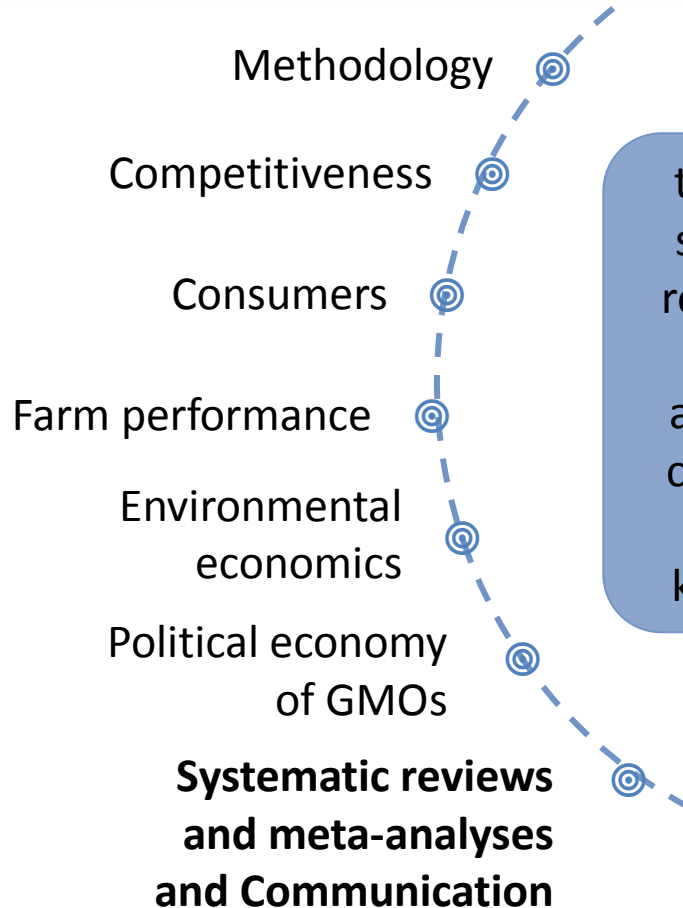 Methodology
Competitiveness
Consumers
Farm performance
Environmental
economics
Political economy
of GMOs
Systematic reviews
and meta-analyses
and Communication